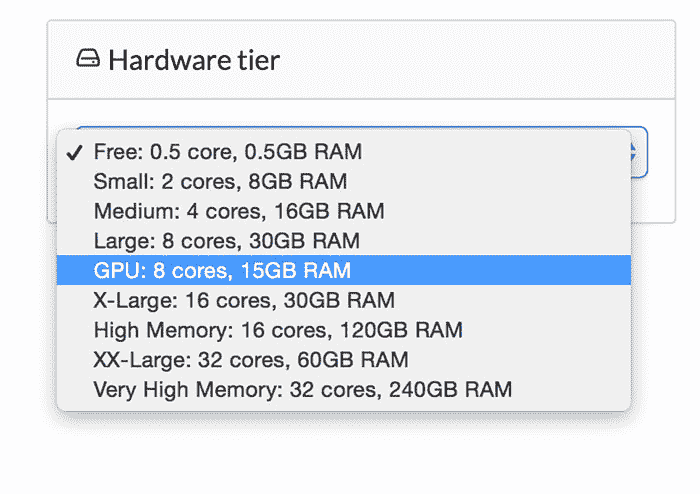 Hardware tier
Free: 0.5 core, 0.5GB RAM
Small: 2 cores, 8GB RAM
Medium: 4 cores, 16GB RAM
Large: 8 cores, 30GB RAM
GPU: 8 cores, 15GB RAM
X-Large: 16 cores, 30GB RAM
High Memory: 16 cores, 120GB RAM
XX-Large: 32 cores, 60GB RAM
Very High Memory: 32 cores, 240GB RAM